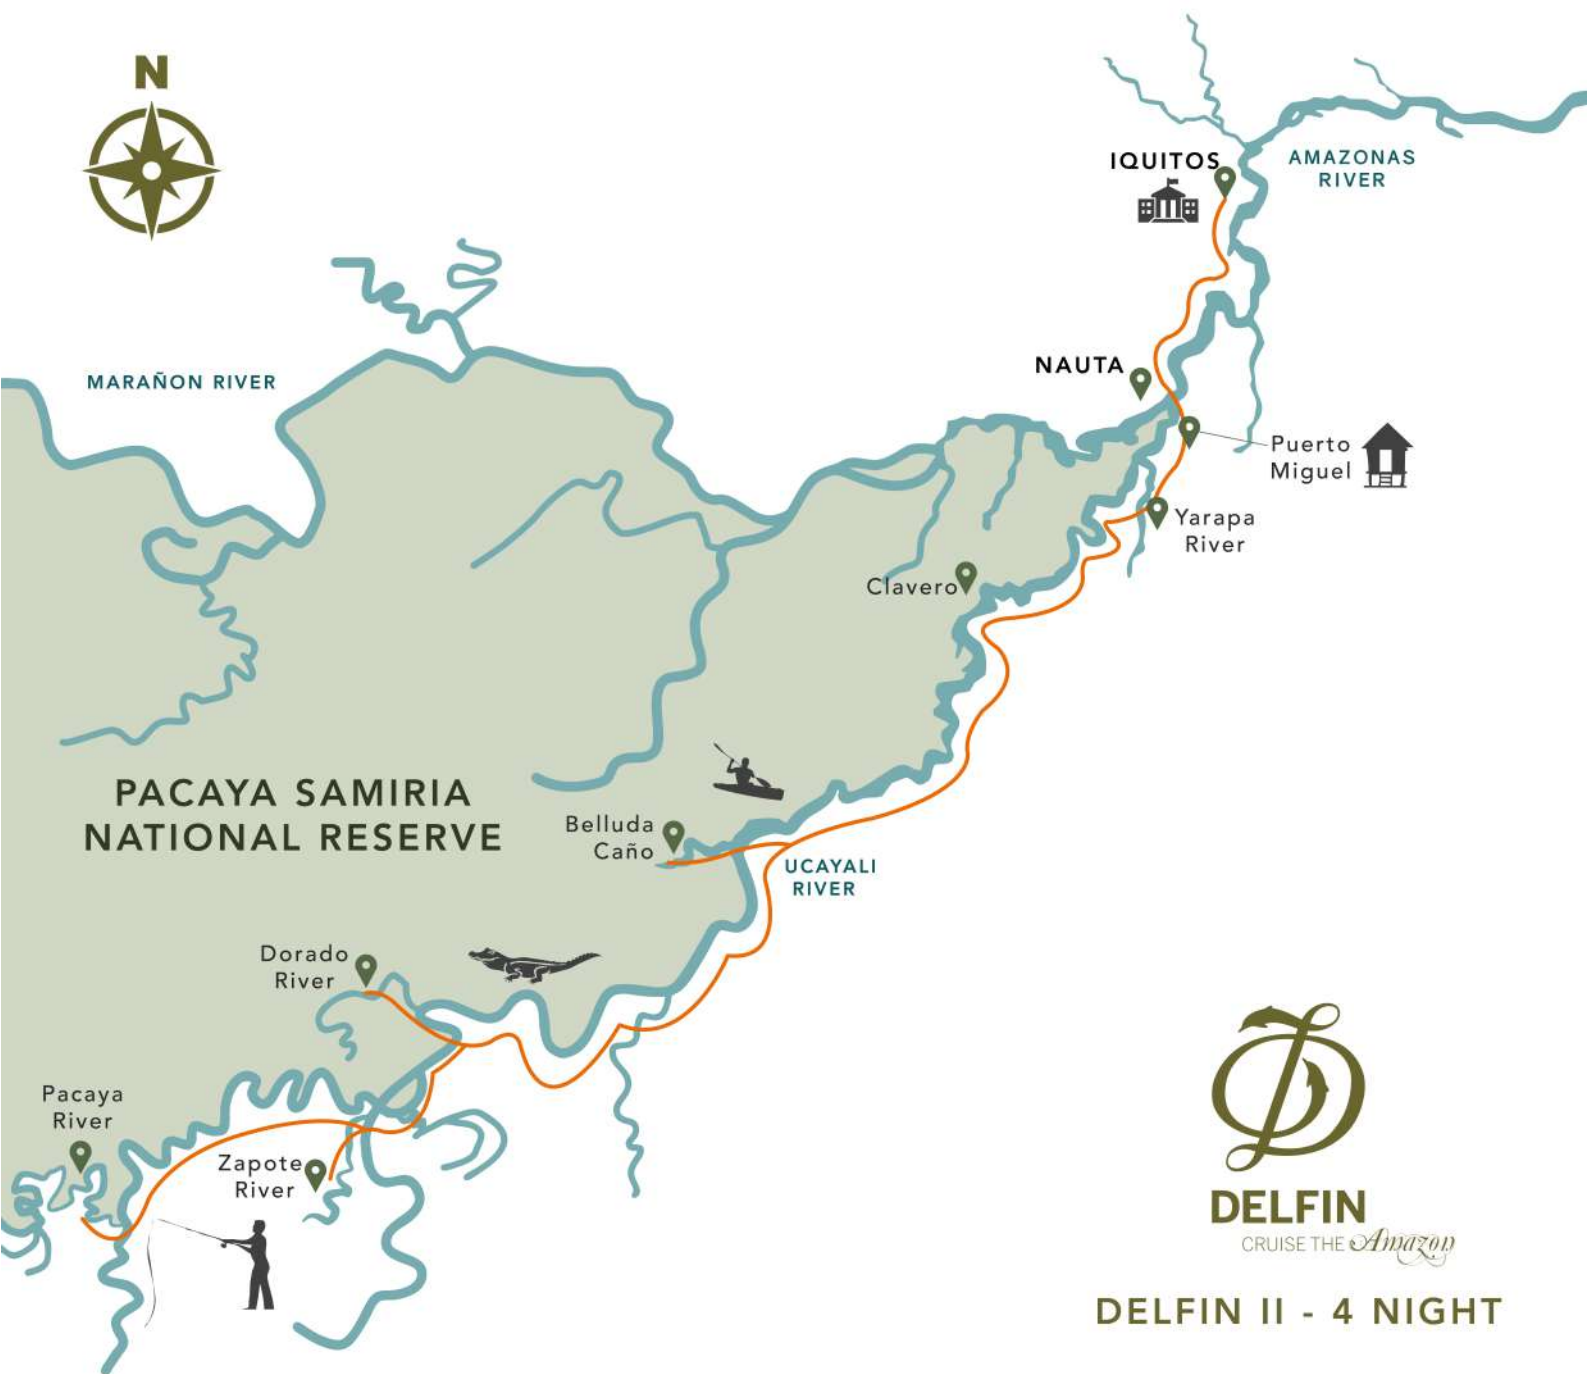 N
IQUITOS
AMAZONAS
RIVER
MARAÑON RIVER
NAUTA
Puerto
Miguel
Yarapa
River
Clavero
PACAYA SAMIRIA
NATIONAL RESERVE
Belluda
Caño
UCAYALI
RIVER
Dorado
River
Pacaya
River
Zapote
River
DELFIN
CRUISE THE Amazon
DELFIN II - 4 NIGHT